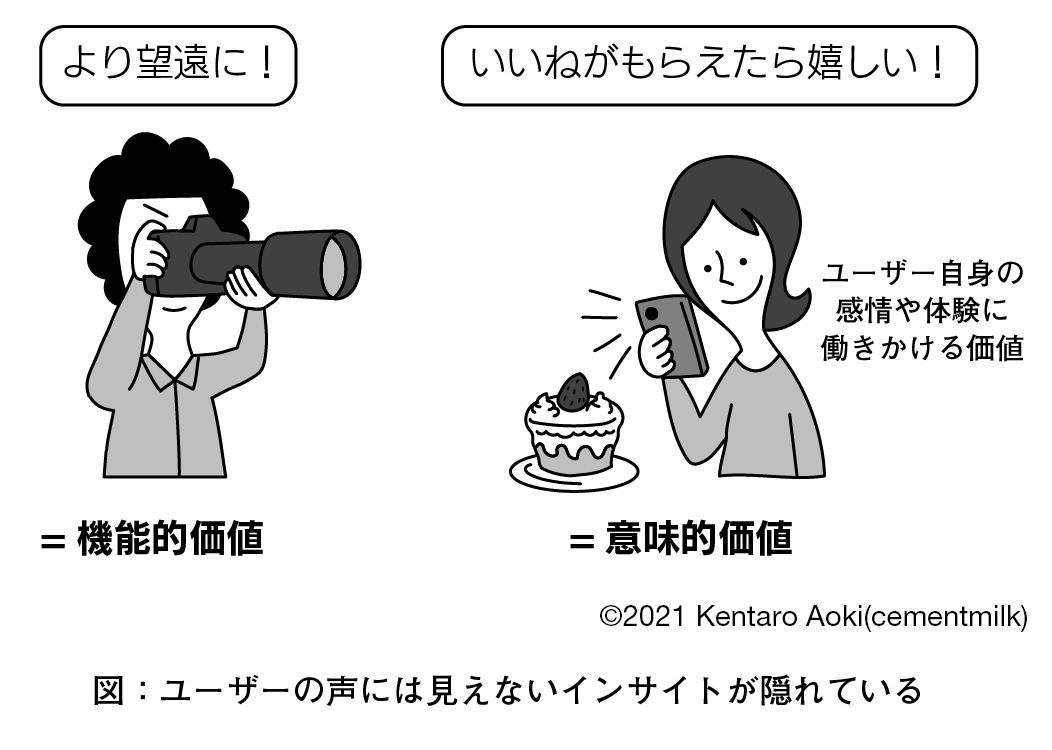 より望遠に！
いいねがもらえたら嬉しい！
ユーザー自身の
感情や体験に
働きかける価値
= 機能的価値
= 意味的価値
©2021 Kentaro Aoki(cementmilk)
図：ユーザーの声には見えないインサイトが隠れている